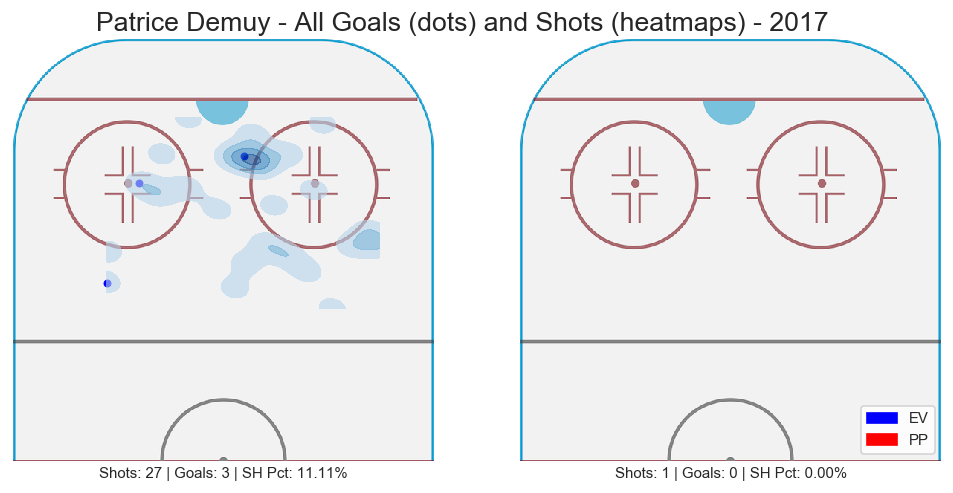 Patrice Demuy - All Goals (dots) and Shots (heatmaps) - 2017
EV
PP
Shots: 27 | Goals: 3 | SH Pct: 11.11%
Shots: 1 | Goals: 0 | SH Pct: 0.00%